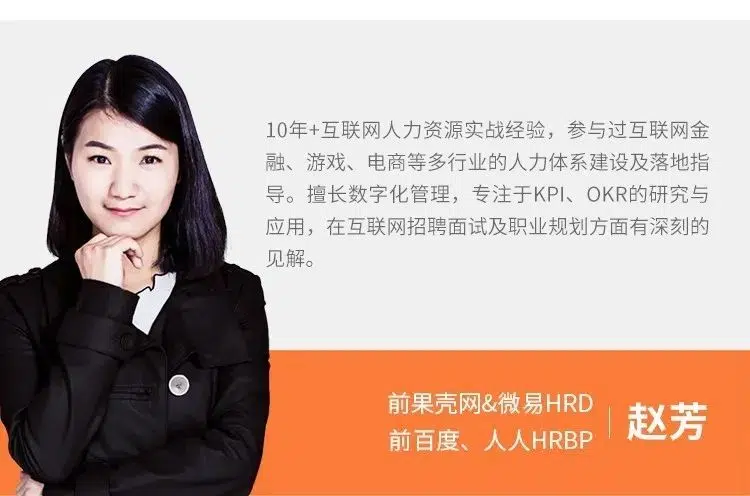 10年+互联网人力资源实战经验，参与过互联网金
融、游戏、电商等多行业的人力体系建设及落地指
导。擅长数字化管理，专注于KPI、OKR的研究与
应用，在互联网招聘面试及职业规划方面有深刻的
见解。
前果壳网&微易HRD
前百度、人人HRBP
赵芳